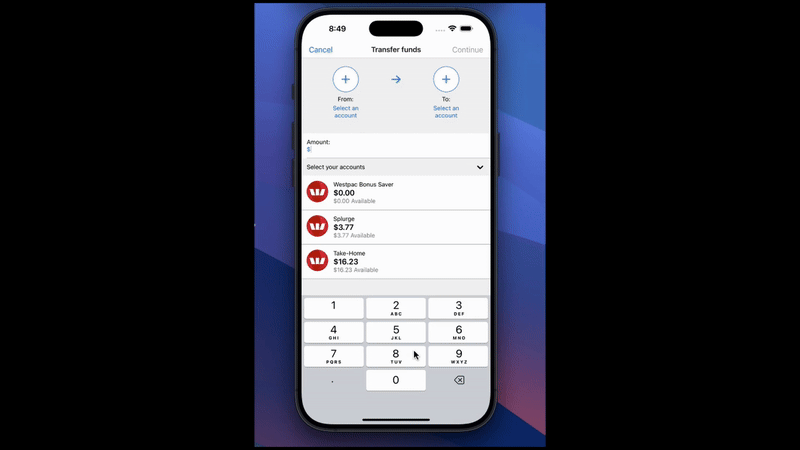 8:49
Cancel Transfer funds Continue
From: To:
Select an Select an
account account
Amount:
$
Select your accounts
Westpac Bonus Saver
$0.00
$0.00 Available
Splurge
$3.77
$3.77 Available
Take-Home
$16.23
$16.23 Available
1 2 3
ABC DEF
4 5 6
GHI JKL MNO
7 8 9
PQRS TUV WXYZ
. 0